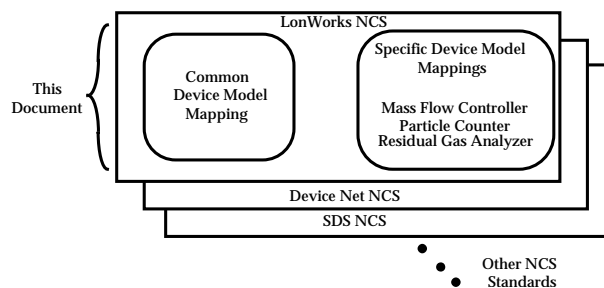 LonWorks NCS
This
Document
Common
Device Model
Mapping
Specific Device Model
Mappings
Mass Flow Controller
Particle Counter
Residual Gas Analyzer
Device Net NCS
SDS NCS
Other NCS
Standards